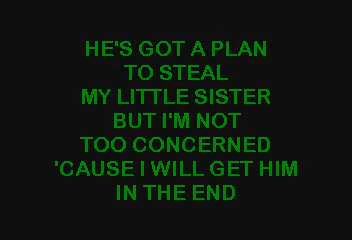 HE'S GOT A PLAN
TO STEAL
MY LITTLE SISTER
BUT I'M NOT
TOO CONCERNED
'CAUSE I WILL GET HIM
IN THE END